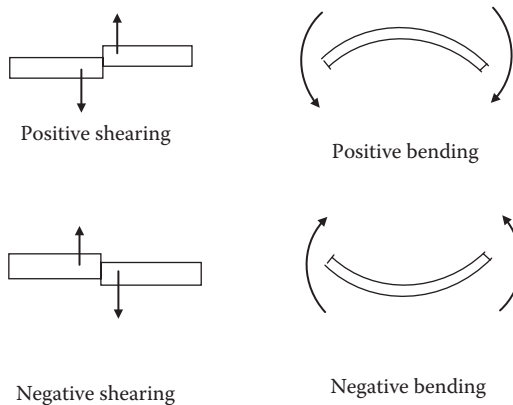 Positive shearing
Positive bending
Negative shearing
Negative bending